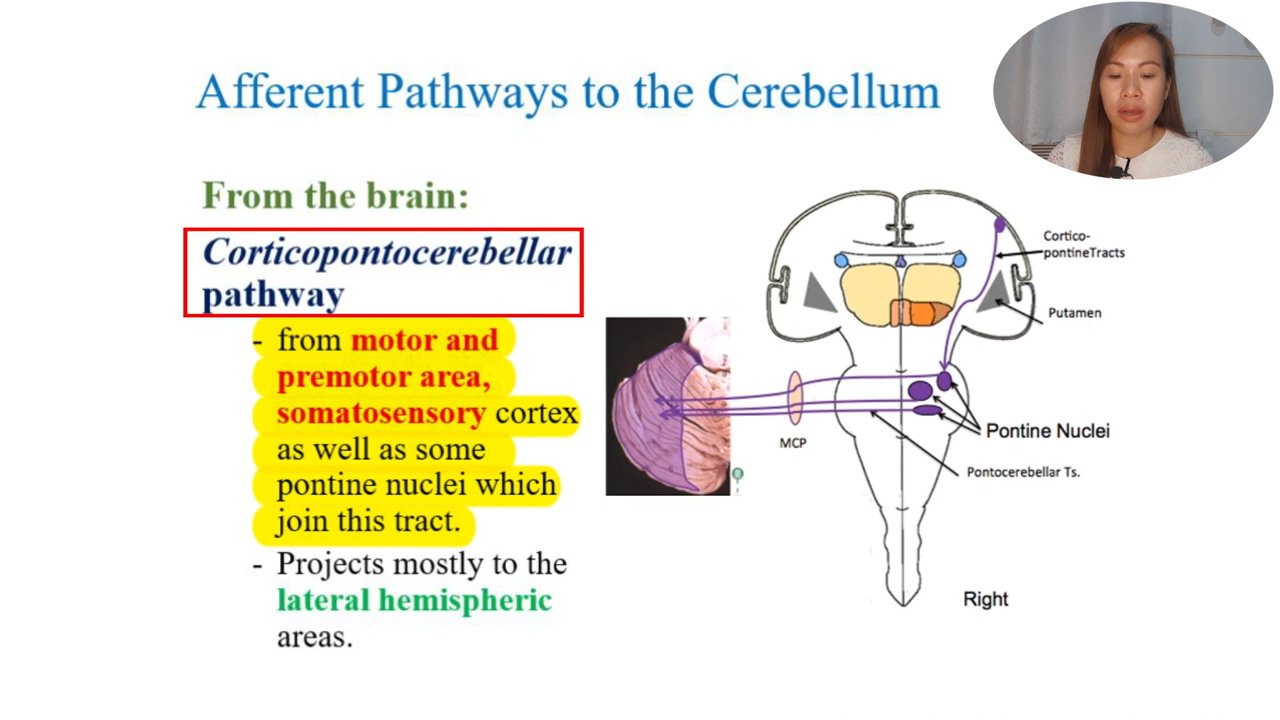 Afferent Pathways to the Cerebellum
From the brain:
Corticopontocerebellar
pathway
- from motor and
premotor area,
somatosensory cortex
as well as some
pontine nuclei which
join this tract.
- Projects mostly to the
lateral hemispheric
areas.
Cortico-
pontineTracts
Putamen
MCP
Pontine Nuclei
Pontocerebellar Ts.
Right